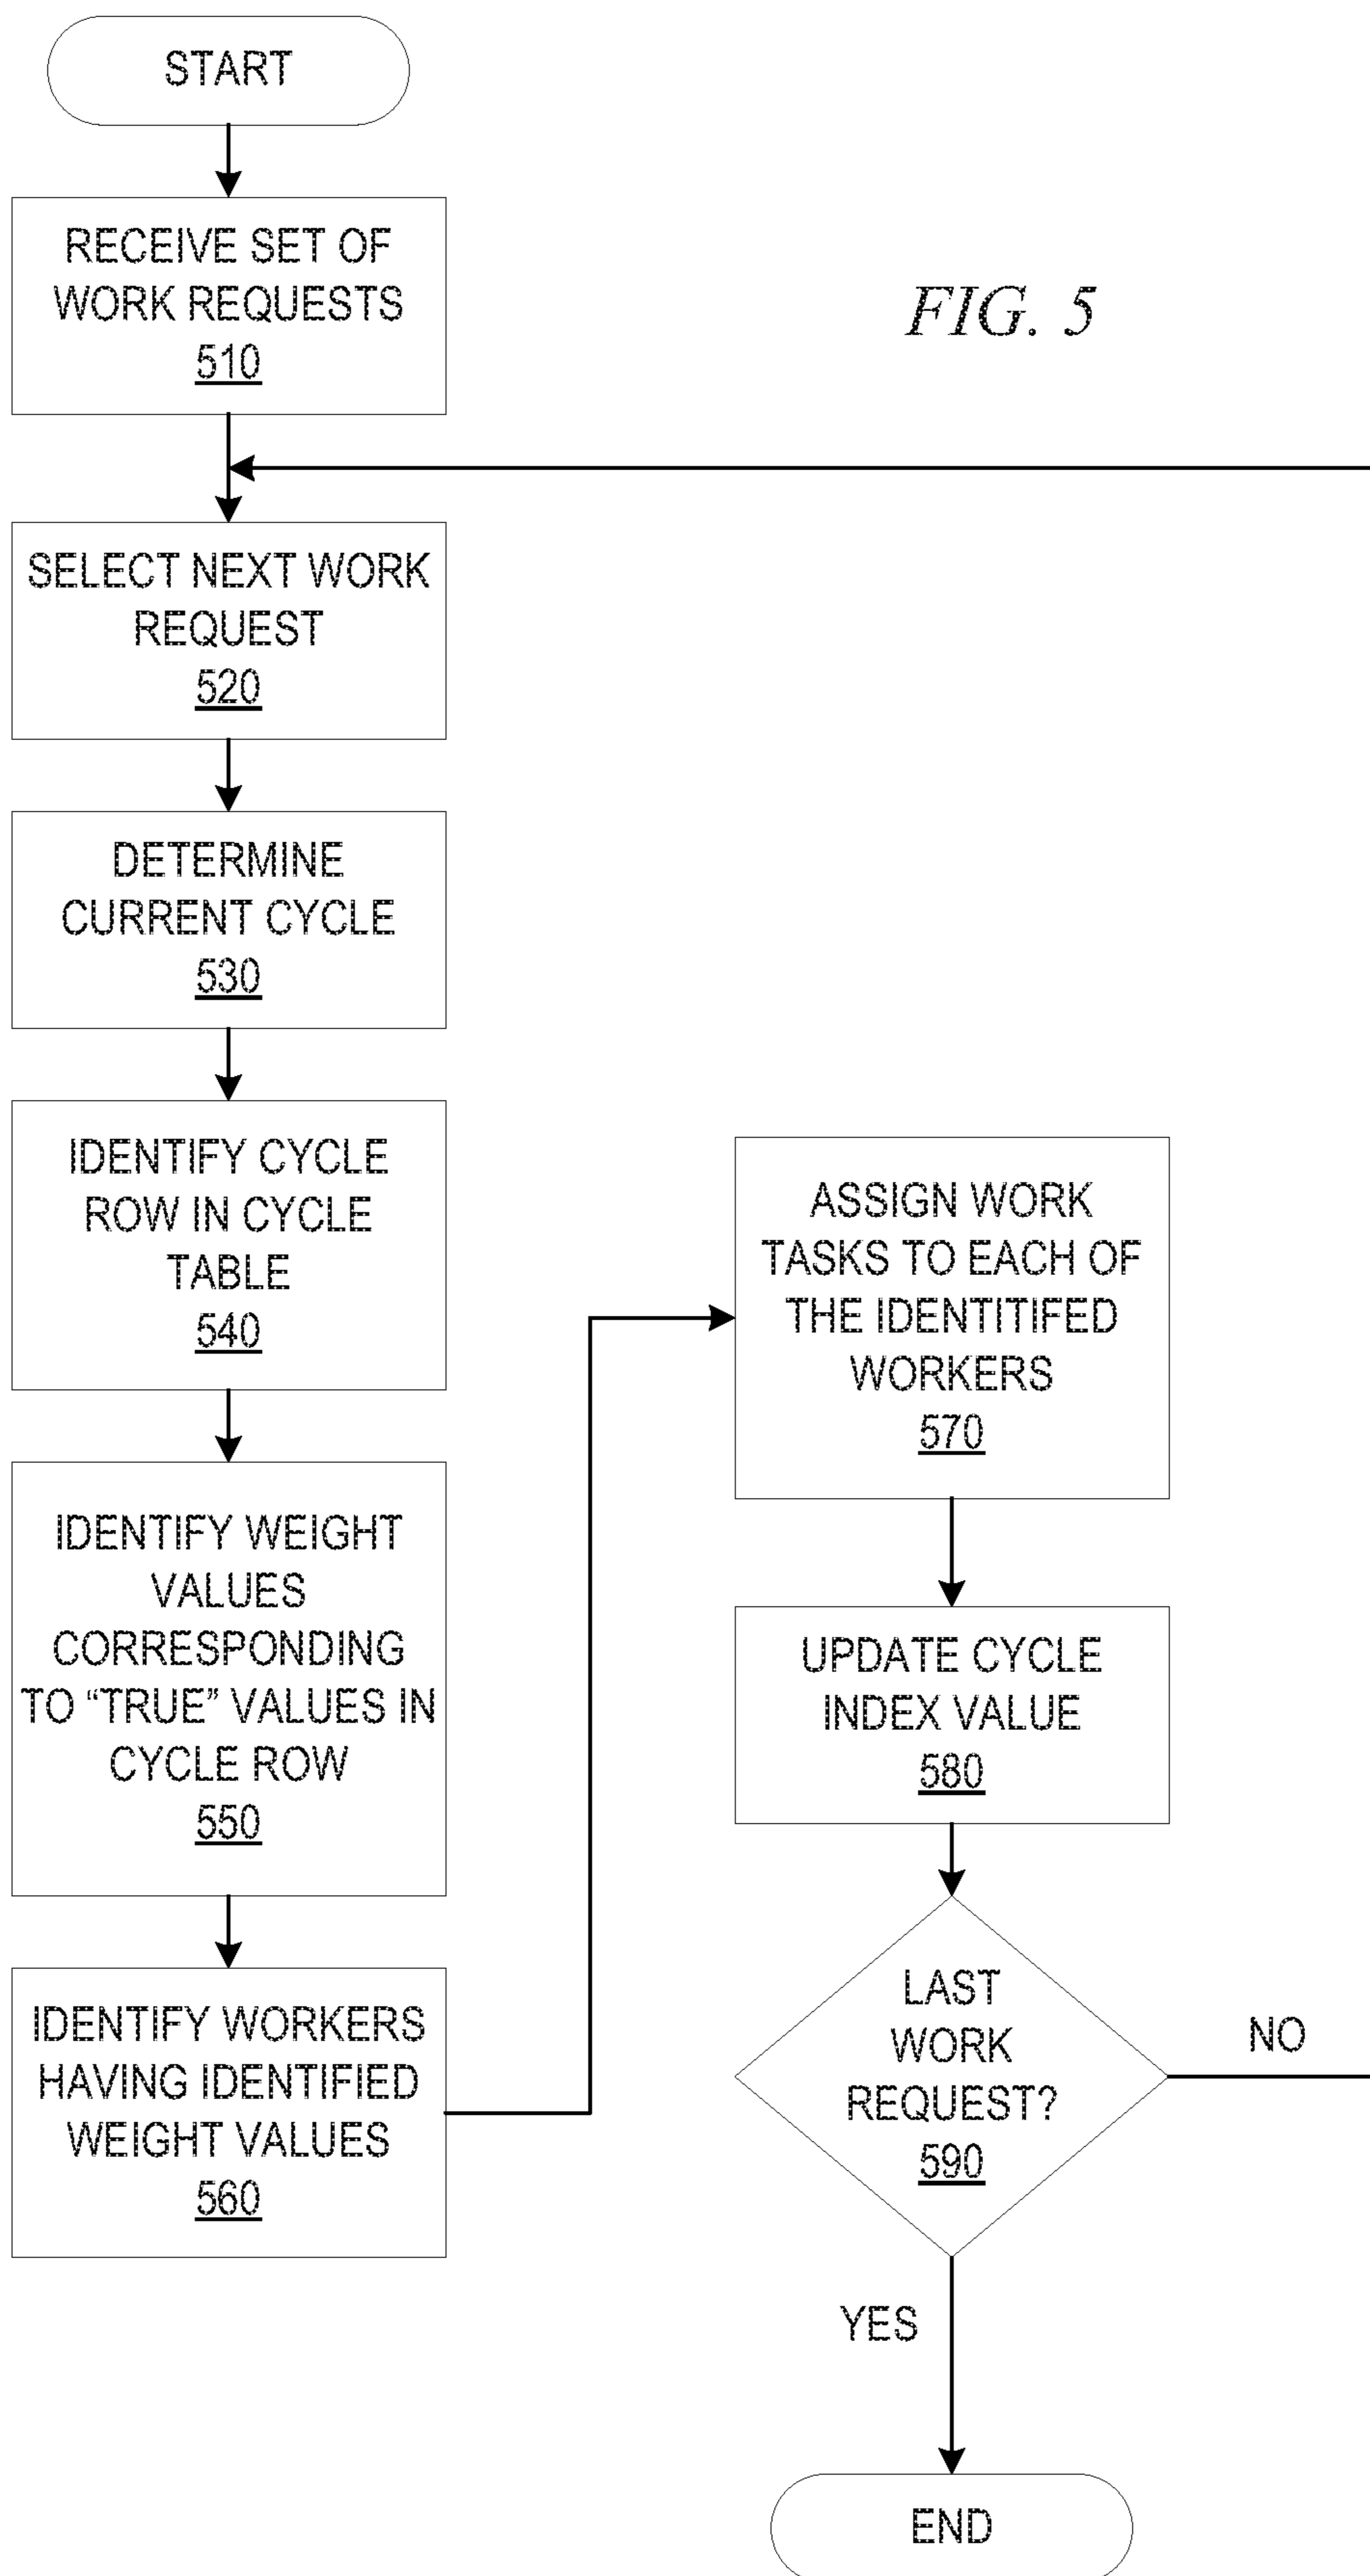 START
RECEIVE SET OF
WORK REQUESTS
510
FIG. 5
SELECT NEXT WORK
REQUEST
520
DETERMINE
CURRENT CYCLE
530
IDENTIFY CYCLE
ROW IN CYCLE
TABLE
540
IDENTIFY WEIGHT
VALUES
CORRESPONDING
TO “TRUE” VALUES IN
CYCLE ROW
550
IDENTIFY WORKERS
HAVING IDENTIFIED
WEIGHT VALUES
560
ASSIGN WORK
TASKS TO EACH OF
THE IDENTITIFED
WORKERS
570
UPDATE CYCLE
INDEX VALUE
580
LAST
WORK
REQUEST?
590
NO
YES
END